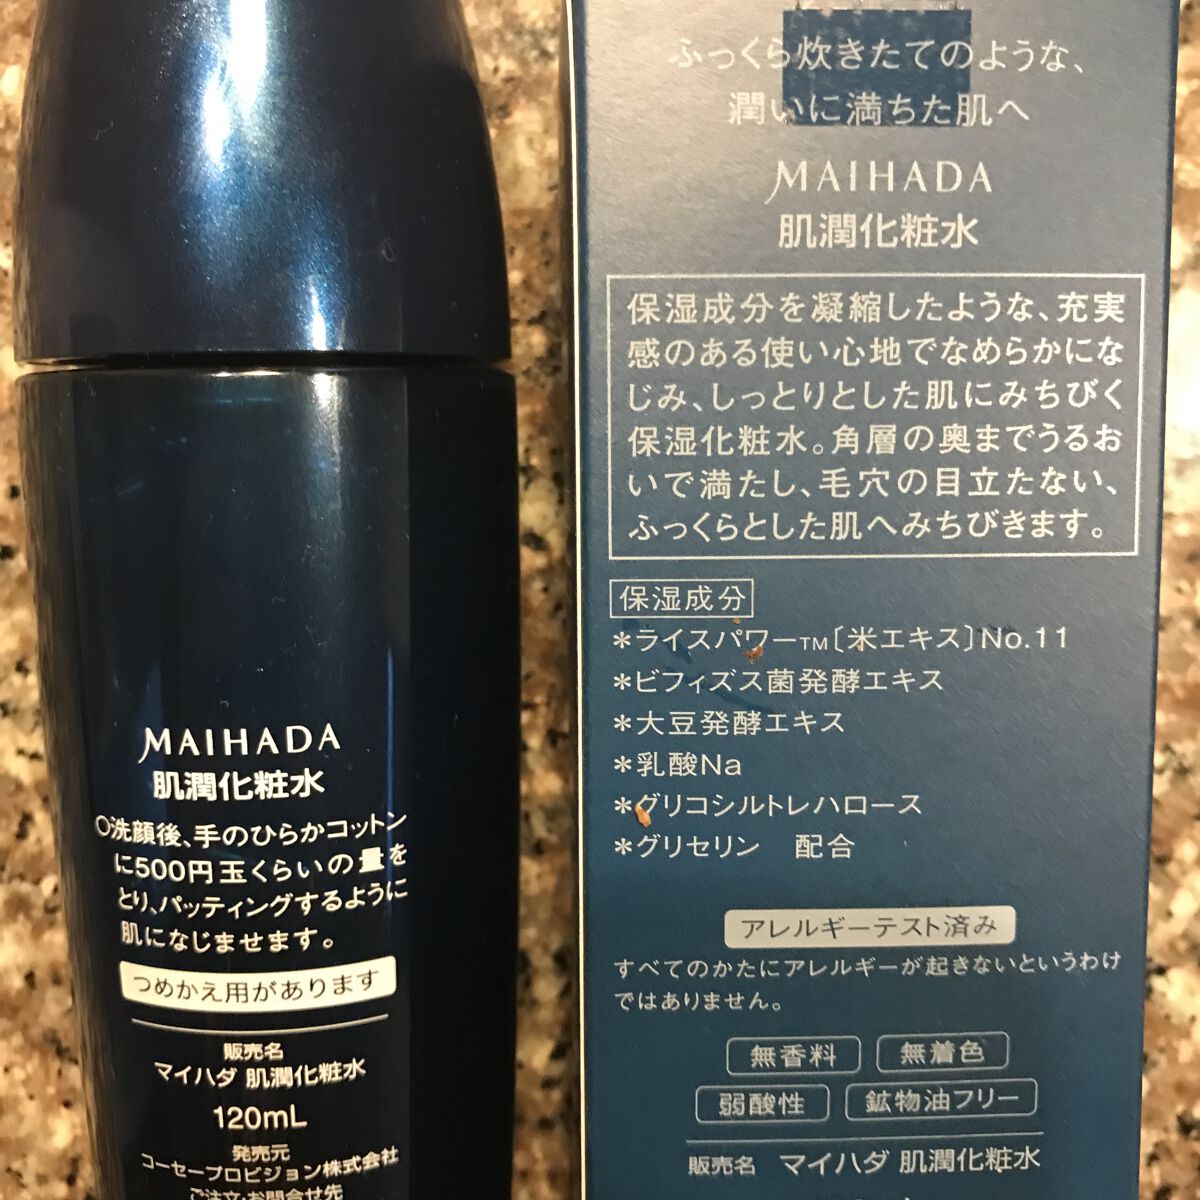 MAIHADA
肌潤化粧水
○洗顔後、手のひらかコットン
に500円玉くらいの量を
とり、パッティングするように
肌になじませます。
つめかえ用があります
販売名
マイハダ 肌潤化粧水
120mL
発売元
コーセープロビジョン株式会社
ご注文・お問合せ先
ふっくら炊きたてのような、
潤いに満ちた肌へ
MAIHADA
肌潤化粧水
保湿成分を凝縮したような、充実
感のある使い心地でなめらかにな
じみ、しっとりとした肌にみちびく
保湿化粧水。角層の奥までうるお
いで満たし、毛穴の目立たない、
ふっくらとした肌へみちびきます。
保湿成分
*ライスパワーTM〔米エキス〕No.11
*ビフィズス菌発酵エキス
*大豆発酵エキス
*乳酸Na
*グリコシルトレハロース
*グリセリン 配合
アレルギーテスト済み
すべてのかたにアレルギーが起きないというわけ
ではありません。
無香料 無着色
弱酸性 鉱物油フリー
販売名 マイハダ 肌潤化粧水